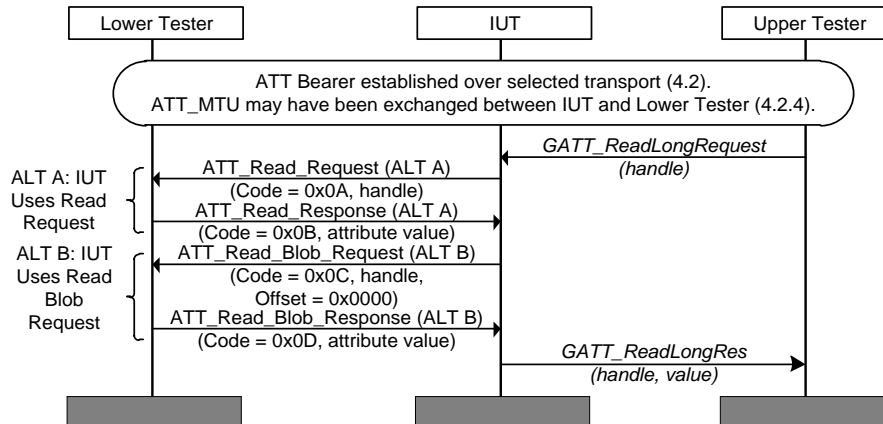 Lower Tester
IUT
Upper Tester
ATT Bearer established over selected transport (4.2).
ATT_MTU may have been exchanged between IUT and Lower Tester (4.2.4).
GATT_ReadLongRequest
(handle)
ALT A: IUT
Uses Read
Request
ATT_Read_Request (ALT A)
(Code = 0x0A, handle)
ATT_Read_Response (ALT A)
(Code = 0x0B, attribute value)
ALT B: IUT
Uses Read
Blob
Request
ATT_Read_Blob_Request (ALT B)
(Code = 0x0C, handle,
Offset = 0x0000)
ATT_Read_Blob_Response (ALT B)
(Code = 0x0D, attribute value)
GATT_ReadLongRes
(handle, value)